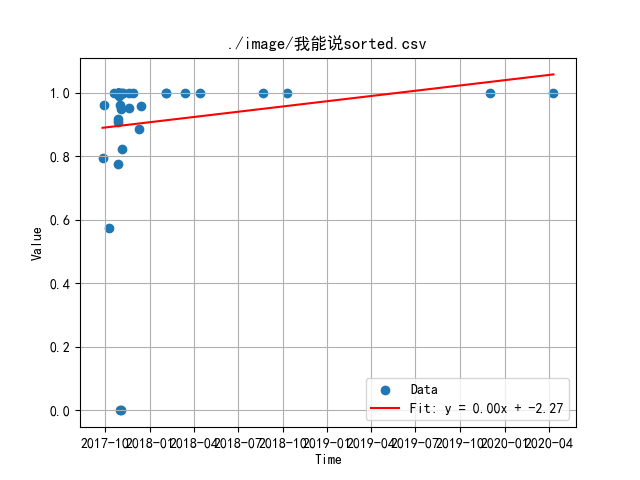 ./image/我能说sorted.csv
1.0
0.8
0.6
0.4
0.2
0.0
Value
Data
Fit: y = 0.00x + -2.27
2017-10 2018-01 2018-04 2018-07 2018-10 2019-01 2019-04 2019-07 2019-10 2020-01 2020-04
Time